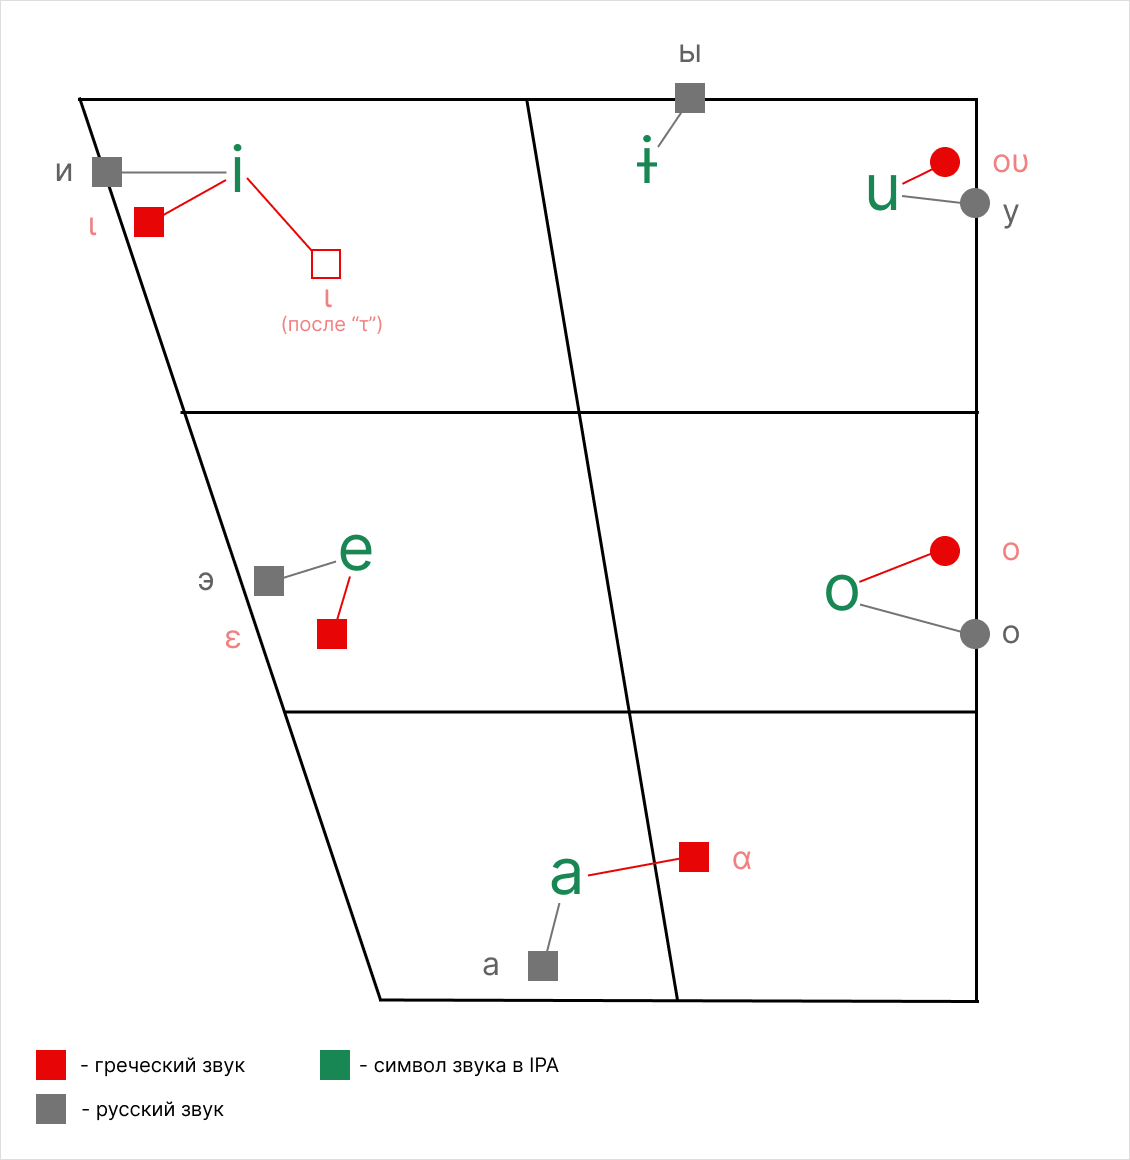 ы
и
i
ɨ
ου
u
у
ι
ι
(после “τ”)
e
э
ε
ο
o
о
a
α
а
- греческий звук
- символ звука в IPA
- русский звук